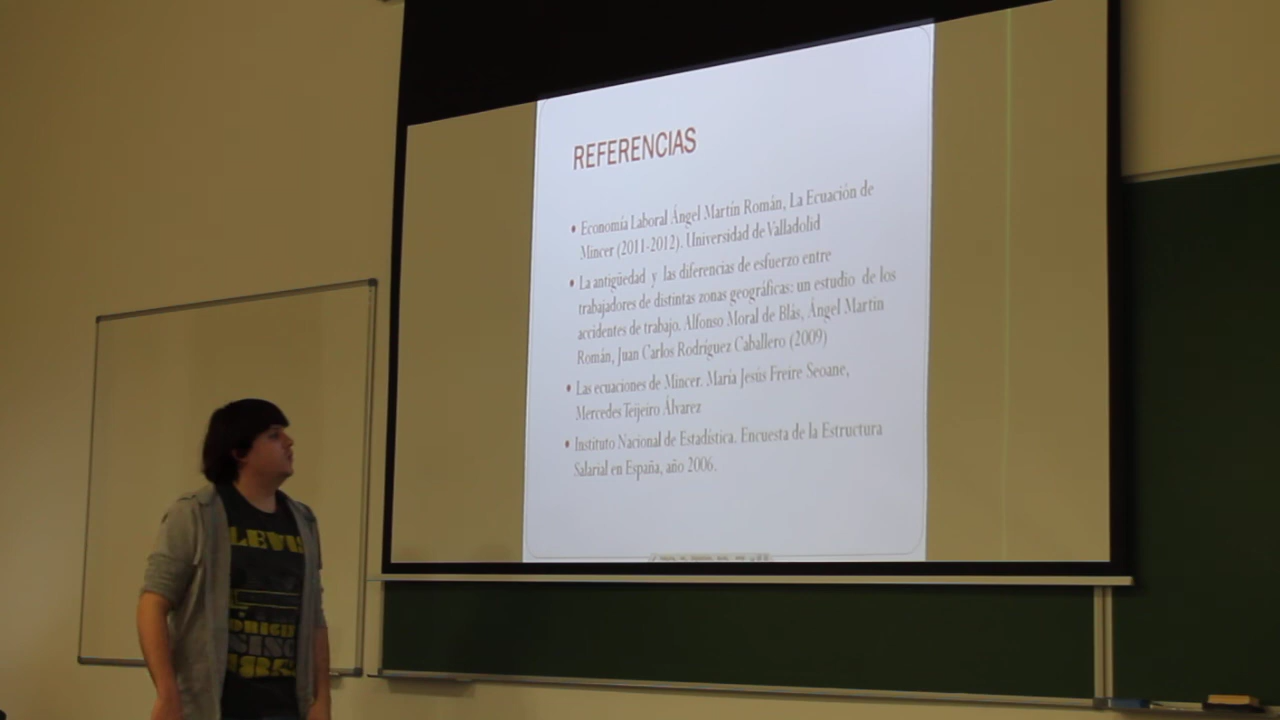 REFERENCIAS
• Economía Laboral Ángel Martín Román, La Ecuación de
Mincer (2011-2012). Universidad de Valladolid
• La antigüedad y las diferencias de esfuerzo entre
trabajadores de distintas zonas geográficas: un estudio de los
accidentes de trabajo. Alfonso Moral de Blás, Ángel Martín
Román, Juan Carlos Rodríguez Caballero (2009)
• Las ecuaciones de Mincer. María Jesús Freire Seoane,
Mercedes Teijeiro Álvarez
• Instituto Nacional de Estadística. Encuesta de la Estructura
Salarial en España, año 2006.
LEVIS